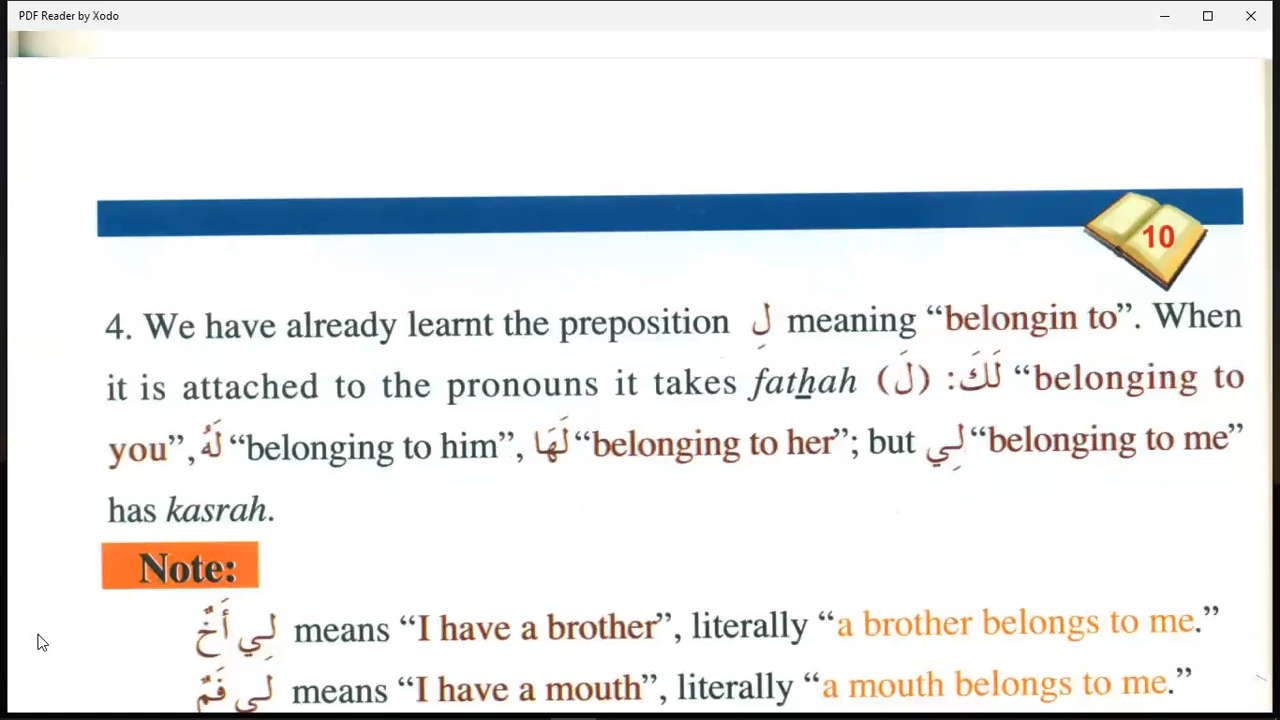 PDF Reader by Xodo
10
4. We have already learnt the preposition لِ meaning “belongin to”. When
it is attached to the pronouns it takes fathah (لَ) :لَكَ “belonging to
you”, لَهُ “belonging to him”, لَهَا “belonging to her”; but لِي “belonging to me”
has kasrah.
Note:
لِي أَخٌ means “I have a brother”, literally “a brother belongs to me.”
لِي فَمٌ means “I have a mouth”, literally “a mouth belongs to me.”